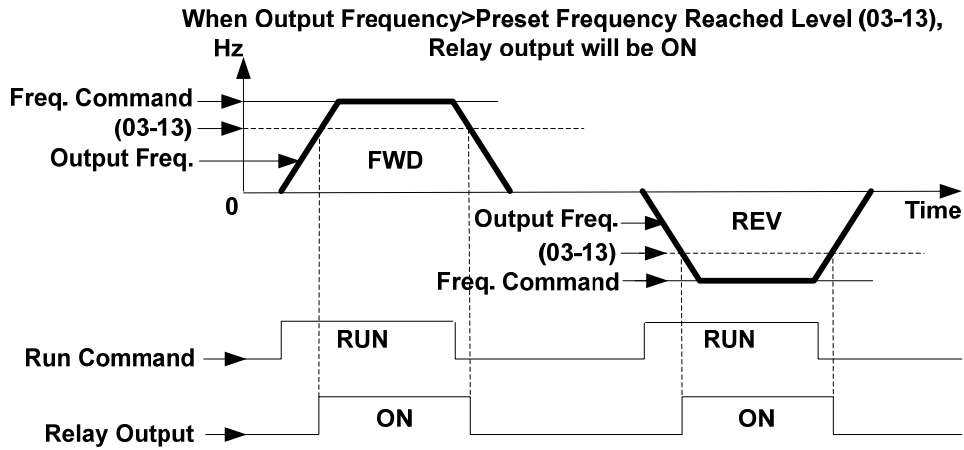 When Output Frequency>Preset Frequency Reached Level (03-13),
Relay output will be ON
Hz
Freq. Command
(03-13)
Output Freq.
FWD
0
Time
Output Freq.
REV
(03-13)
Freq. Command
RUN
RUN
Run Command
ON
ON
Relay Output